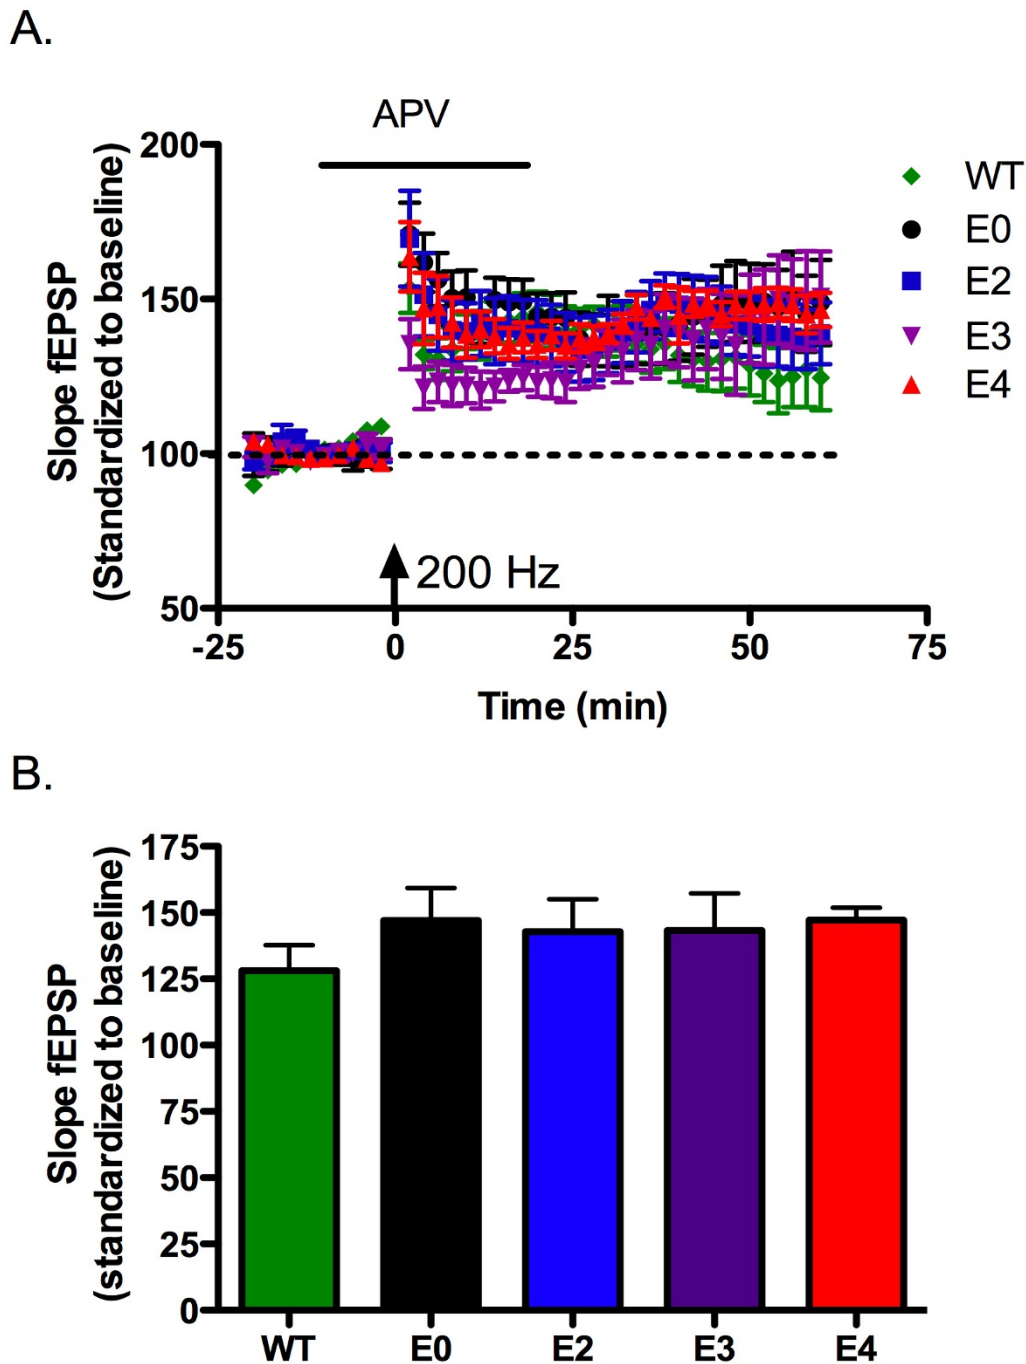 A.
APV
200
150
100
50
Slope fEPSP
(Standardized to baseline)
200 Hz
-25 0 25 50 75
Time (min)
WT
E0
E2
E3
E4
B.
175
150
125
100
75
50
25
0
Slope fEPSP
(standardized to baseline)
WT E0 E2 E3 E4